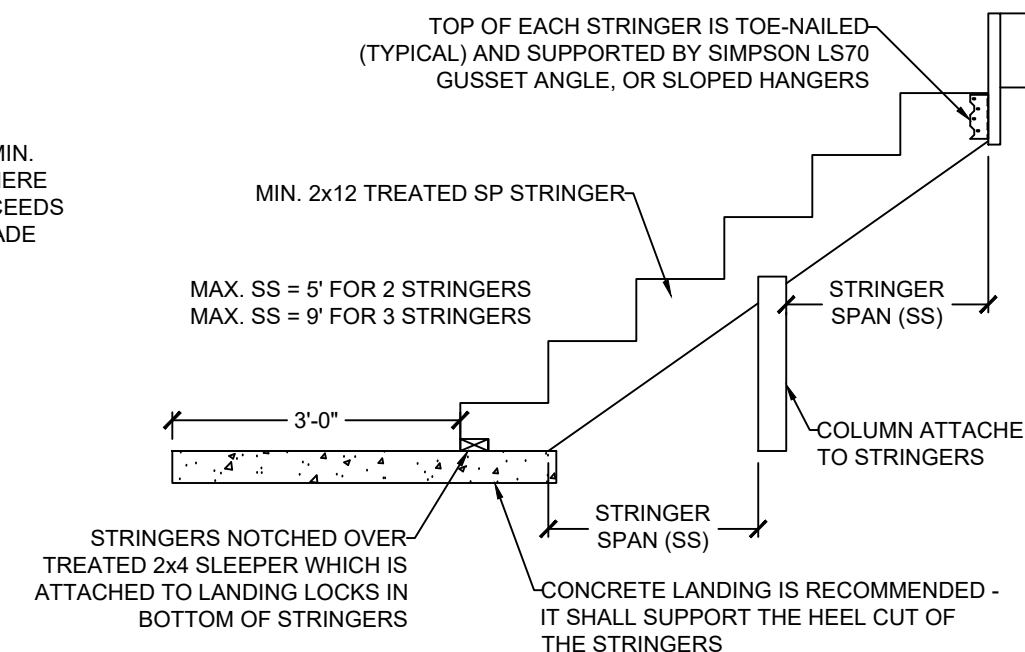 TOP OF EACH STRINGER IS TOE-NAILED
(TYPICAL) AND SUPPORTED BY SIMPSON LS70
GUSSET ANGLE, OR SLOPED HANGERS
MIN.
HERE
CEEDS
ADE
MIN. 2x12 TREATED SP STRINGER
MAX. SS = 5' FOR 2 STRINGERS
MAX. SS = 9' FOR 3 STRINGERS
STRINGER
SPAN (SS)
3'-0"
COLUMN ATTACHE
TO STRINGERS
STRINGER
SPAN (SS)
STRINGERS NOTCHED OVER
TREATED 2x4 SLEEPER WHICH IS
ATTACHED TO LANDING LOCKS IN
BOTTOM OF STRINGERS
CONCRETE LANDING IS RECOMMENDED -
IT SHALL SUPPORT THE HEEL CUT OF
THE STRINGERS